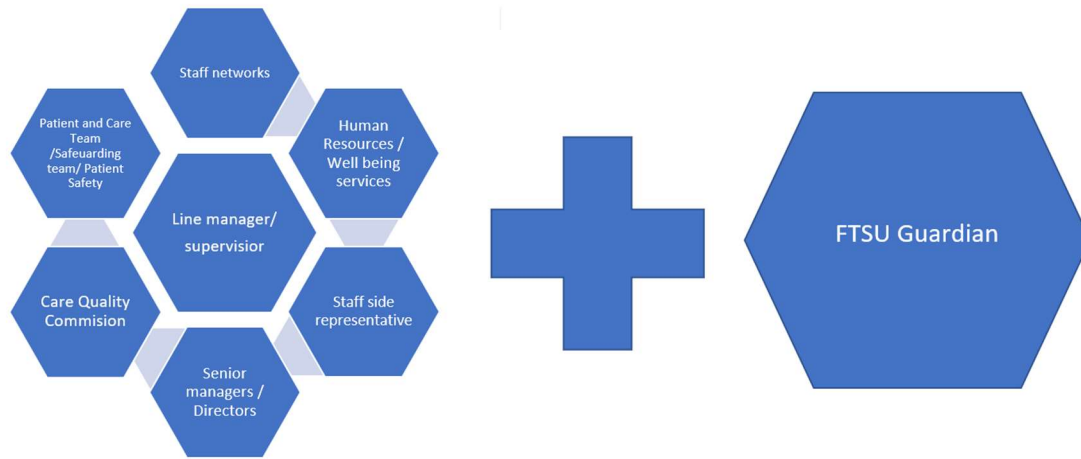 Staff networks
Human
Resources /
Well being
services
Staff side
representative
Senior
managers /
Directors
Care Quality
Commision
Patient and Care
Team
/Safeuarding
team/ Patient
Safety
Line manager/
supervisior
FTSU Guardian